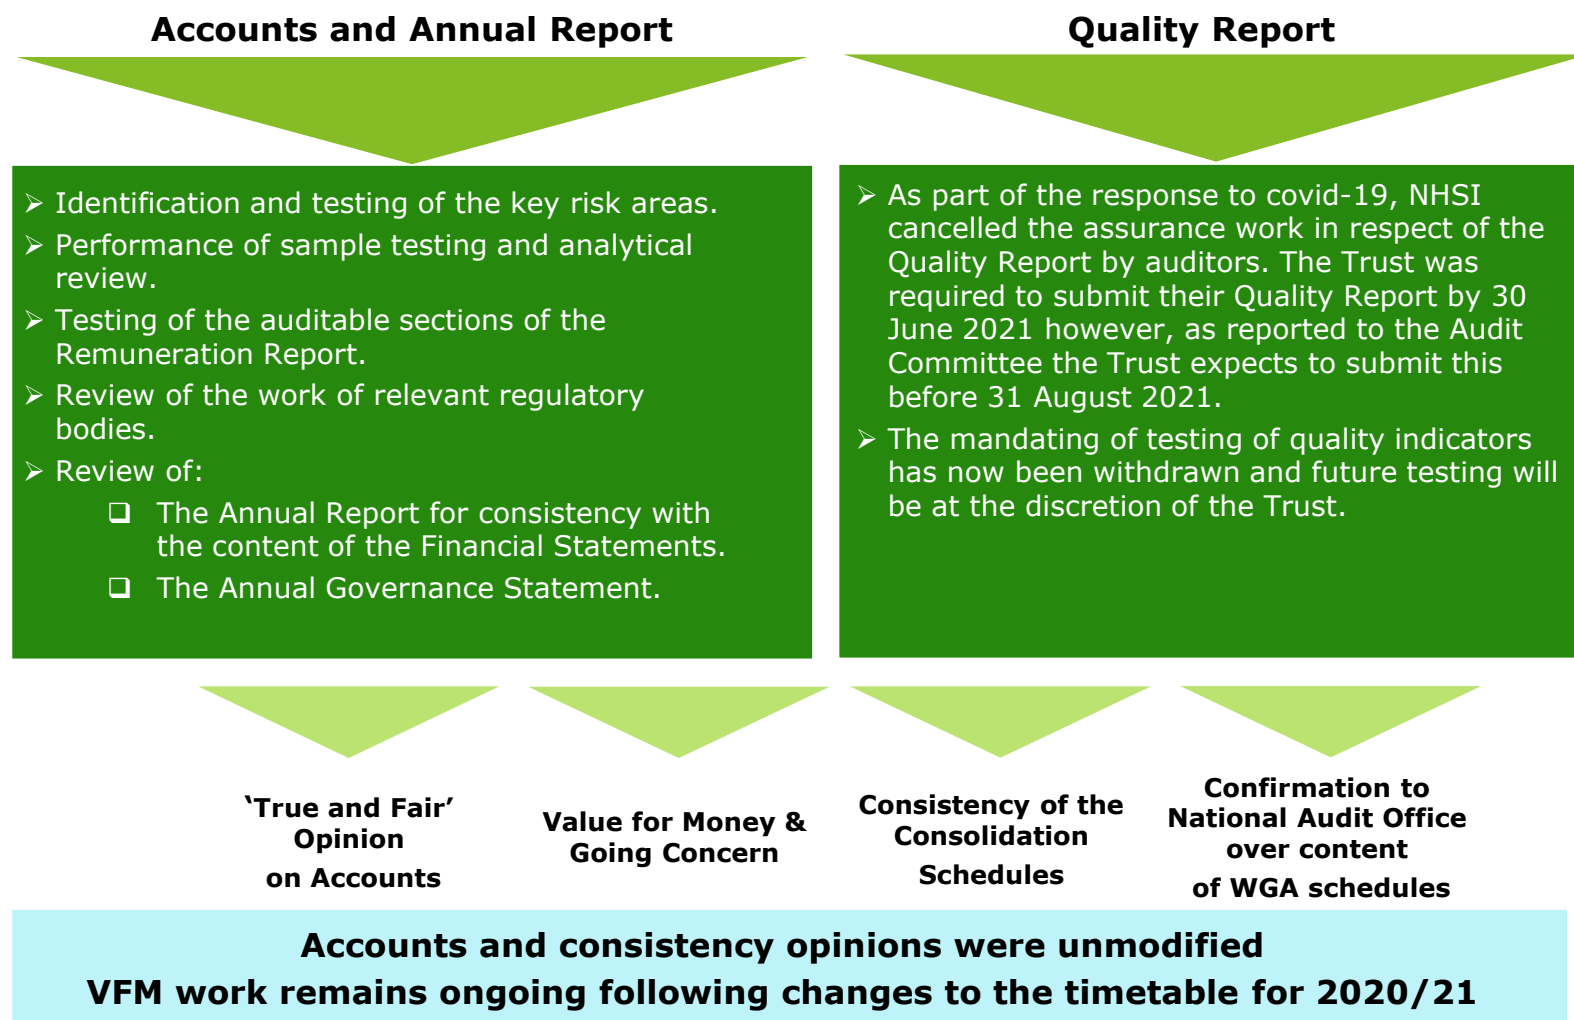 Accounts and Annual Report
➢ Identification and testing of the key risk areas.
➢ Performance of sample testing and analytical
review.
➢ Testing of the auditable sections of the
Remuneration Report.
➢ Review of the work of relevant regulatory
bodies.
➢ Review of:
❑ The Annual Report for consistency with
the content of the Financial Statements.
❑ The Annual Governance Statement.
Quality Report
➢ As part of the response to covid-19, NHSI
cancelled the assurance work in respect of the
Quality Report by auditors. The Trust was
required to submit their Quality Report by 30
June 2021 however, as reported to the Audit
Committee the Trust expects to submit this
before 31 August 2021.
➢ The mandating of testing of quality indicators
has now been withdrawn and future testing will
be at the discretion of the Trust.
‘True and Fair’
Opinion
on Accounts
Value for Money &
Going Concern
Consistency of the
Consolidation
Schedules
Confirmation to
National Audit Office
over content
of WGA schedules
Accounts and consistency opinions were unmodified
VFM work remains ongoing following changes to the timetable for 2020/21